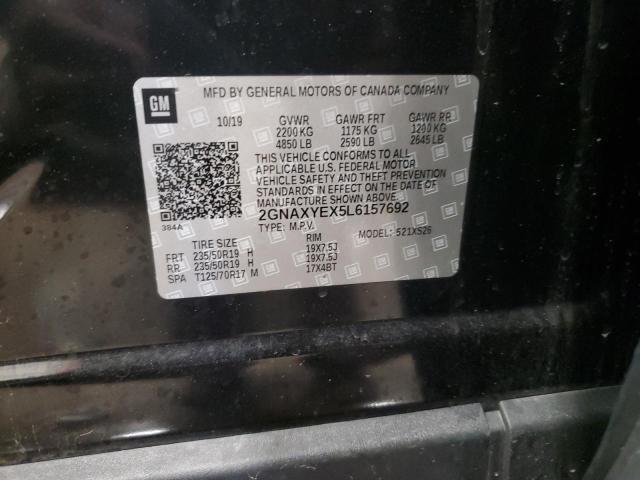 MFD BY GENERAL MOTORS OF CANADA COMPANY
GM
10/19 GVWR GAWR FRT GAWR RR
2200 KG 1175 KG 1200 KG
4850 LB 2590 LB 2645 LB
THIS VEHICLE CONFORMS TO ALL
APPLICABLE U.S. FEDERAL MOTOR
VEHICLE SAFETY AND THEFT PREVENTION
STANDARDS IN EFFECT ON THE DATE OF
MANUFACTURE SHOWN ABOVE.
2GNAXYEX5L6157692
384A
TYPE: M.P.V. MODEL: 521XS26
TIRE SIZE RIM
FRT 235/50R19 H 19X7.5J
RR 235/50R19 H 19X7.5J
SPA T125/70R17 M 17X4BT